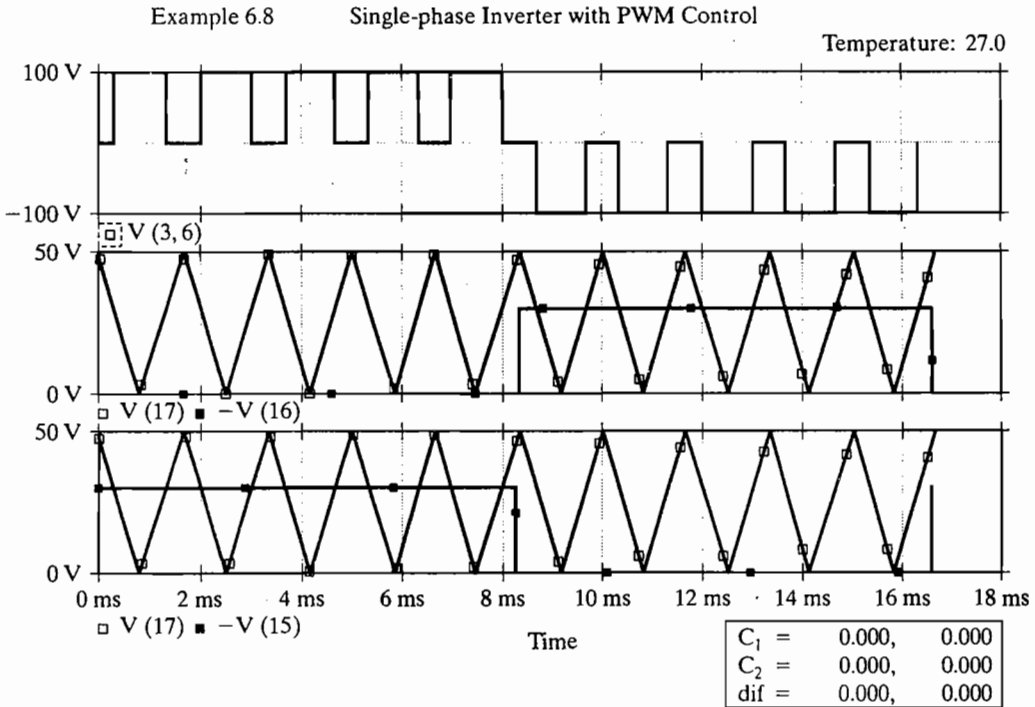 Example 6.8 Single-phase Inverter with PWM Control
Temperature: 27.0
100 V
−100 V
V (3, 6)
50 V
0 V
V (17) −V (16)
50 V
0 V
0 ms 2 ms 4 ms 6 ms 8 ms 10 ms 12 ms 14 ms 16 ms 18 ms
V (17) −V (15)
Time
C₁ = 0.000, 0.000
C₂ = 0.000, 0.000
dif = 0.000, 0.000